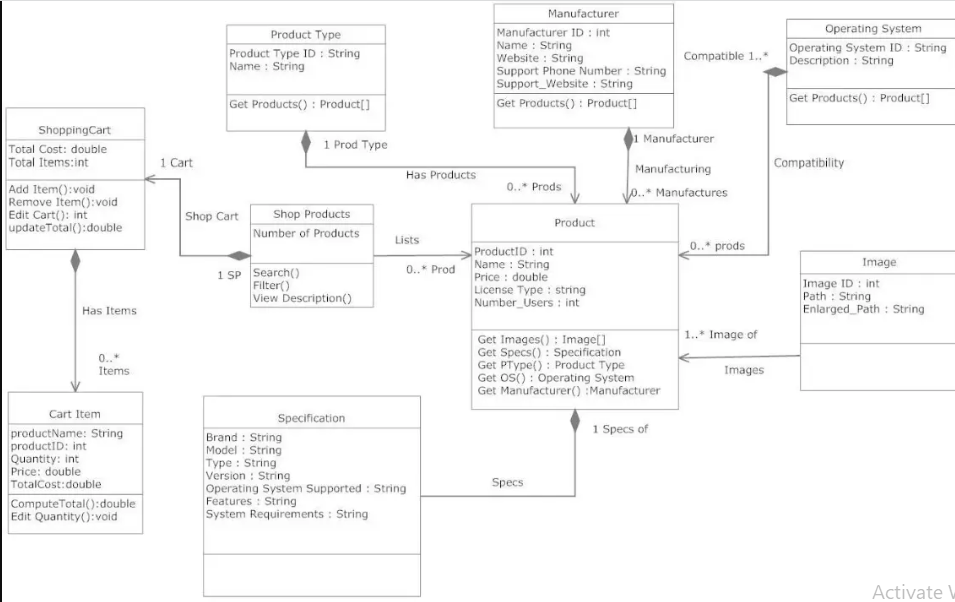 Product Type
Product Type ID : String
Name : String
Get Products() : Product[]
Manufacturer
Manufacturer ID : int
Name : String
Website : String
Support Phone Number : String
Support_Website : String
Get Products() : Product[]
Operating System
Operating System ID : String
Description : String
Get Products() : Product[]
Compatible 1..*
ShoppingCart
Total Cost: double
Total Items:int
Add Item():void
Remove Item():void
Edit Cart(): int
updateTotal():double
1 Cart
1 Prod Type
Has Products
0..* Prods
1 Manufacturer
Manufacturing
0..* Manufactures
Compatibility
0..* prods
Shop Cart
1 SP
Shop Products
Number of Products
Search()
Filter()
View Description()
Lists
0..* Prod
Product
ProductID : int
Name : String
Price : double
License Type : string
Number_Users : int
Get Images() : Image[]
Get Specs() : Specification
Get PType() : Product Type
Get OS() : Operating System
Get Manufacturer() :Manufacturer
Image
Image ID : int
Path : String
Enlarged_Path : String
1..* Image of
Images
Has Items
0..*
Items
Cart Item
productName: String
productID: int
Quantity: int
Price: double
TotalCost:double
ComputeTotal():double
Edit Quantity():void
Specification
Brand : String
Model : String
Type : String
Version : String
Operating System Supported : String
Features : String
System Requirements : String
1 Specs of
Specs
Activate